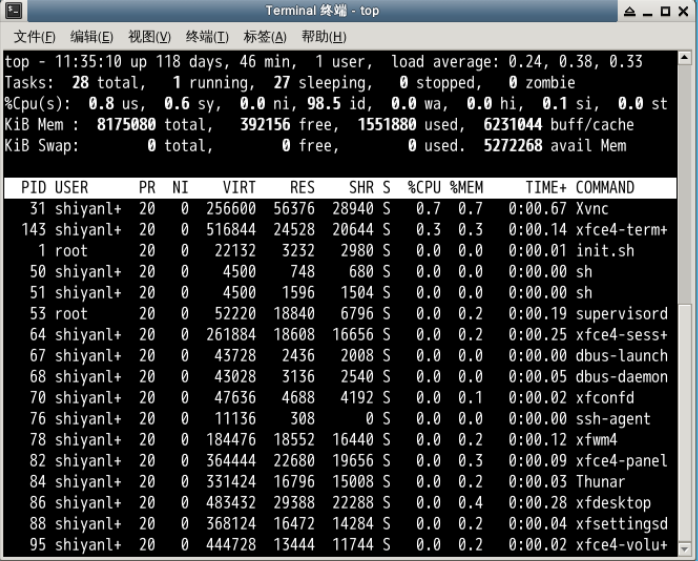 Terminal 终端 - top
文件(F) 编辑(E) 视图(V) 终端(T) 标签(A) 帮助(H)
top - 11:35:10 up 118 days, 46 min, 1 user, load average: 0.24, 0.38, 0.33
Tasks: 28 total, 1 running, 27 sleeping, 0 stopped, 0 zombie
%Cpu(s): 0.8 us, 0.6 sy, 0.0 ni, 98.5 id, 0.0 wa, 0.0 hi, 0.1 si, 0.0 st
KiB Mem : 8175080 total, 392156 free, 1551880 used, 6231044 buff/cache
KiB Swap: 0 total, 0 free, 0 used. 5272268 avail Mem
PID USER PR NI VIRT RES SHR S %CPU %MEM TIME+ COMMAND
31 shiyanl+ 20 0 256600 56376 28940 S 0.7 0.7 0:00.67 Xvnc
143 shiyanl+ 20 0 516844 24528 20644 S 0.3 0.3 0:00.14 xfce4-term+
1 root 20 0 22132 3232 2980 S 0.0 0.0 0:00.01 init.sh
50 shiyanl+ 20 0 4500 748 680 S 0.0 0.0 0:00.00 sh
51 shiyanl+ 20 0 4500 1596 1504 S 0.0 0.0 0:00.00 sh
53 root 20 0 52220 18840 6796 S 0.0 0.2 0:00.19 supervisord
64 shiyanl+ 20 0 261884 18608 16656 S 0.0 0.2 0:00.25 xfce4-sess+
67 shiyanl+ 20 0 43728 2436 2008 S 0.0 0.0 0:00.00 dbus-launch
68 shiyanl+ 20 0 43028 3136 2540 S 0.0 0.0 0:00.05 dbus-daemon
70 shiyanl+ 20 0 47636 4688 4192 S 0.0 0.1 0:00.02 xfconfd
76 shiyanl+ 20 0 11136 308 0 S 0.0 0.0 0:00.00 ssh-agent
78 shiyanl+ 20 0 184476 18552 16440 S 0.0 0.2 0:00.12 xfwm4
82 shiyanl+ 20 0 364444 22680 19656 S 0.0 0.3 0:00.09 xfce4-panel
84 shiyanl+ 20 0 331424 16796 15008 S 0.0 0.2 0:00.03 Thunar
86 shiyanl+ 20 0 483432 29388 22288 S 0.0 0.4 0:00.28 xfdesktop
88 shiyanl+ 20 0 368124 16472 14284 S 0.0 0.2 0:00.04 xfsettingsd
95 shiyanl+ 20 0 444728 13444 11744 S 0.0 0.2 0:00.02 xfce4-volu+